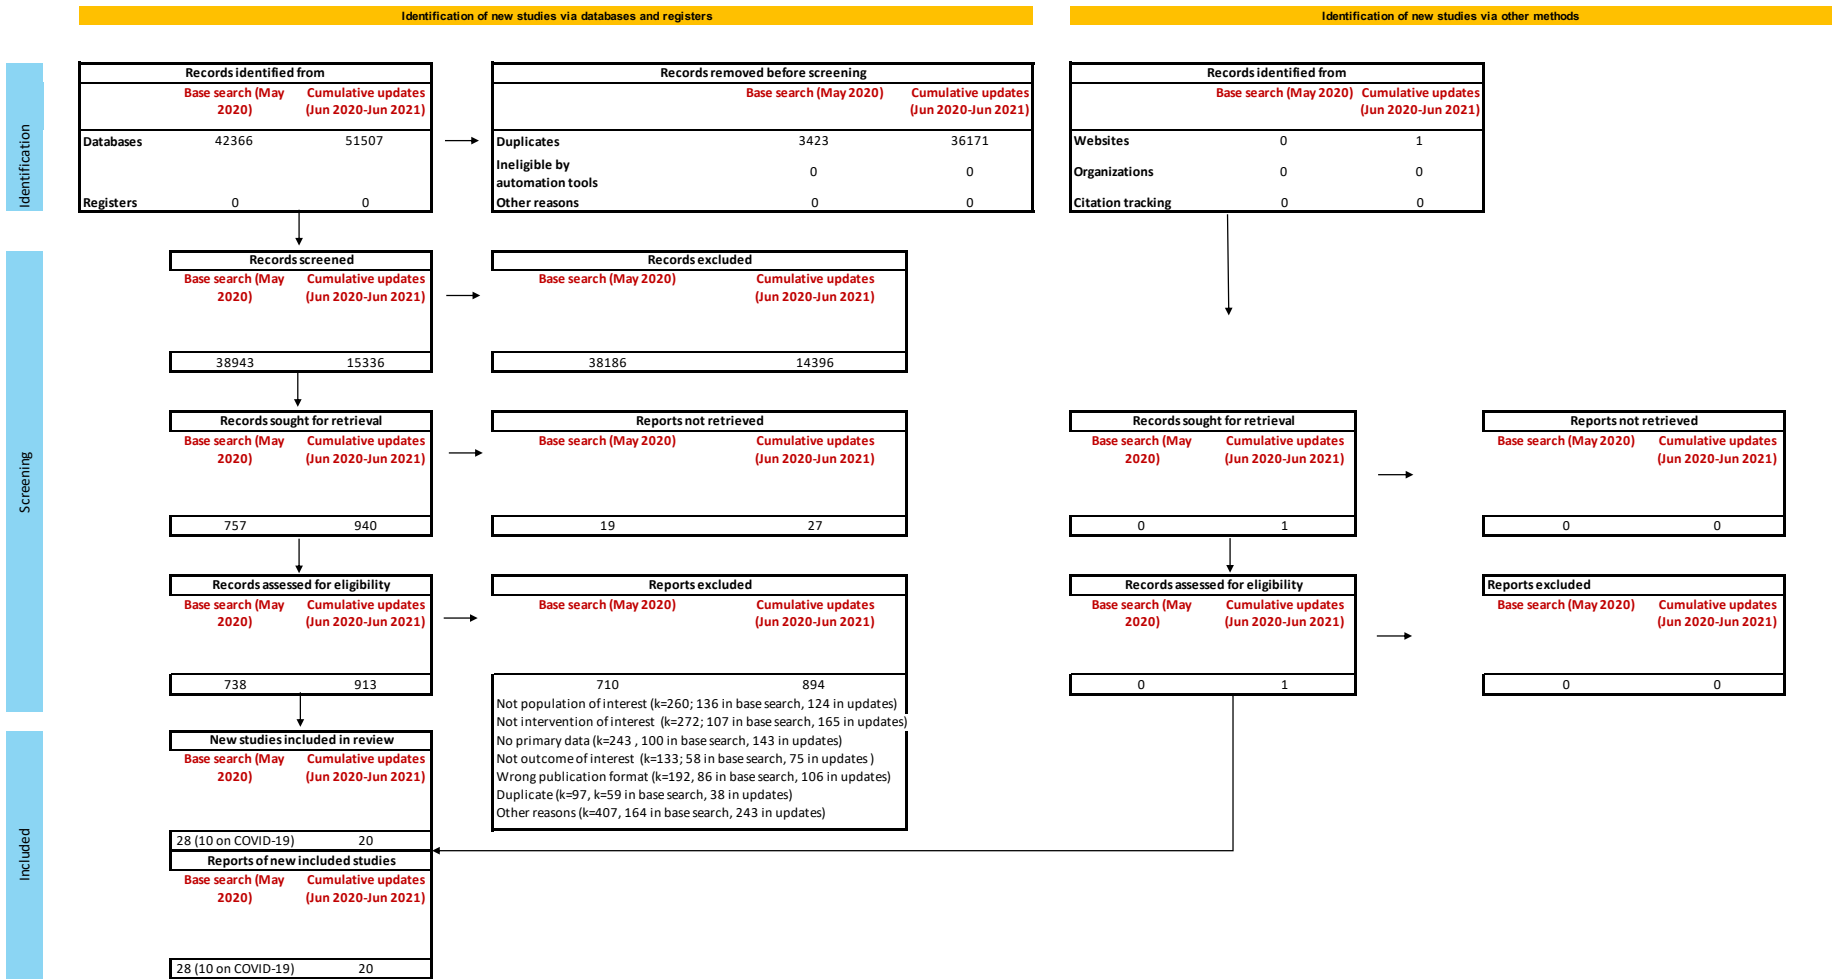 Identification of new studies via databases and registers
Identification of new studies via other methods
Identification
Records identified from
Base search (May 2020)
Cumulative updates (Jun 2020-Jun 2021)
Databases 42366 51507
Registers 0 0
Records removed before screening
Base search (May 2020)
Cumulative updates (Jun 2020-Jun 2021)
Duplicates 3423 36171
Ineligible by automation tools 0 0
Other reasons 0 0
Records identified from
Base search (May 2020)
Cumulative updates (Jun 2020-Jun 2021)
Websites 0 1
Organizations 0 0
Citation tracking 0 0
Screening
Records screened
Base search (May 2020)
Cumulative updates (Jun 2020-Jun 2021)
38943 15336
Records excluded
Base search (May 2020)
Cumulative updates (Jun 2020-Jun 2021)
38186 14396
Records sought for retrieval
Base search (May 2020)
Cumulative updates (Jun 2020-Jun 2021)
757 940
Reports not retrieved
Base search (May 2020)
Cumulative updates (Jun 2020-Jun 2021)
19 27
Records sought for retrieval
Base search (May 2020)
Cumulative updates (Jun 2020-Jun 2021)
0 1
Reports not retrieved
Base search (May 2020)
Cumulative updates (Jun 2020-Jun 2021)
0 0
Records assessed for eligibility
Base search (May 2020)
Cumulative updates (Jun 2020-Jun 2021)
738 913
Reports excluded
Base search (May 2020)
Cumulative updates (Jun 2020-Jun 2021)
710 894
Not population of interest (k=260; 136 in base search, 124 in updates)
Not intervention of interest (k=272; 107 in base search, 165 in updates)
No primary data (k=243 , 100 in base search, 143 in updates)
Not outcome of interest (k=133; 58 in base search, 75 in updates )
Wrong publication format (k=192, 86 in base search, 106 in updates)
Duplicate (k=97, k=59 in base search, 38 in updates)
Other reasons (k=407, 164 in base search, 243 in updates)
Records assessed for eligibility
Base search (May 2020)
Cumulative updates (Jun 2020-Jun 2021)
0 1
Reports excluded
Base search (May 2020)
Cumulative updates (Jun 2020-Jun 2021)
0 0
Included
New studies included in review
Base search (May 2020)
Cumulative updates (Jun 2020-Jun 2021)
28 (10 on COVID-19) 20
Reports of new included studies
Base search (May 2020)
Cumulative updates (Jun 2020-Jun 2021)
28 (10 on COVID-19) 20